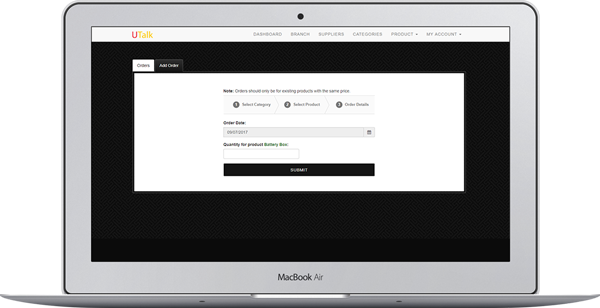 UTalk
DASHBOARD BRANCH SUPPLIERS CATEGORIES PRODUCT MY ACCOUNT
Orders Add Order
Note: Orders should only be for existing products with the same price
1 Select Category 2 Select Product 3 Order Details
Order Date:
09/07/2017
Quantity for product Battery Box:
SUBMIT
MacBook Air